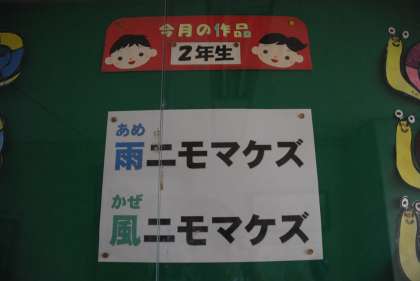 今月の作品
2年生
あめ
雨ニモマケズ
かぜ
風ニモマケズ